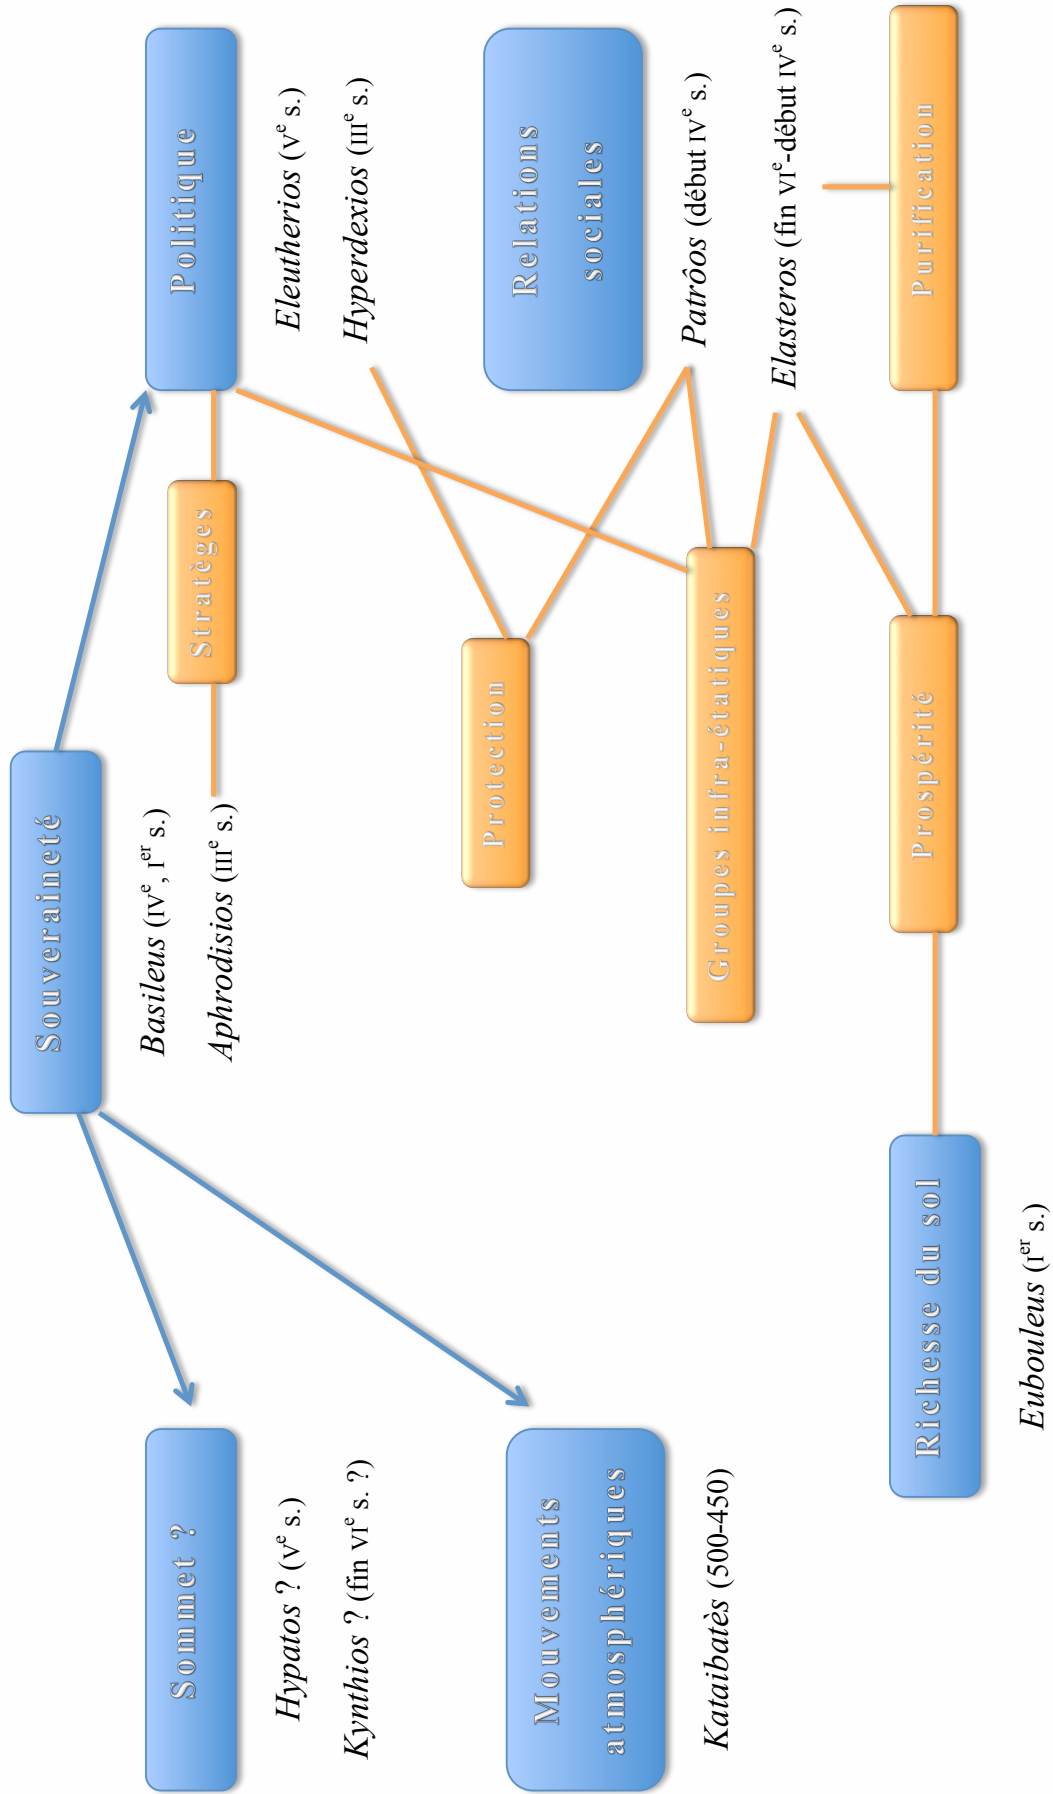 Souveraineté
Basileus (IVᵉ, Iᵉʳ s.)
Aphrodisios (IIIᵉ s.)
Sommet ?
Hypatos ? (Vᵉ s.)
Kynthios ? (fin VIᵉ s. ?)
Stratèges
Politique
Eleutherios (Vᵉ s.)
Hyperdexios (IIIᵉ s.)
Mouvements
atmosphériques
Kataibatès (500-450)
Protection
Relations
sociales
Groupes infra-étatiques
Patrôos (début IVᵉ s.)
Elasteros (fin VIᵉ-début IVᵉ s.)
Richesse du sol
Eubouleus (Iᵉʳ s.)
Prospérité
Purification